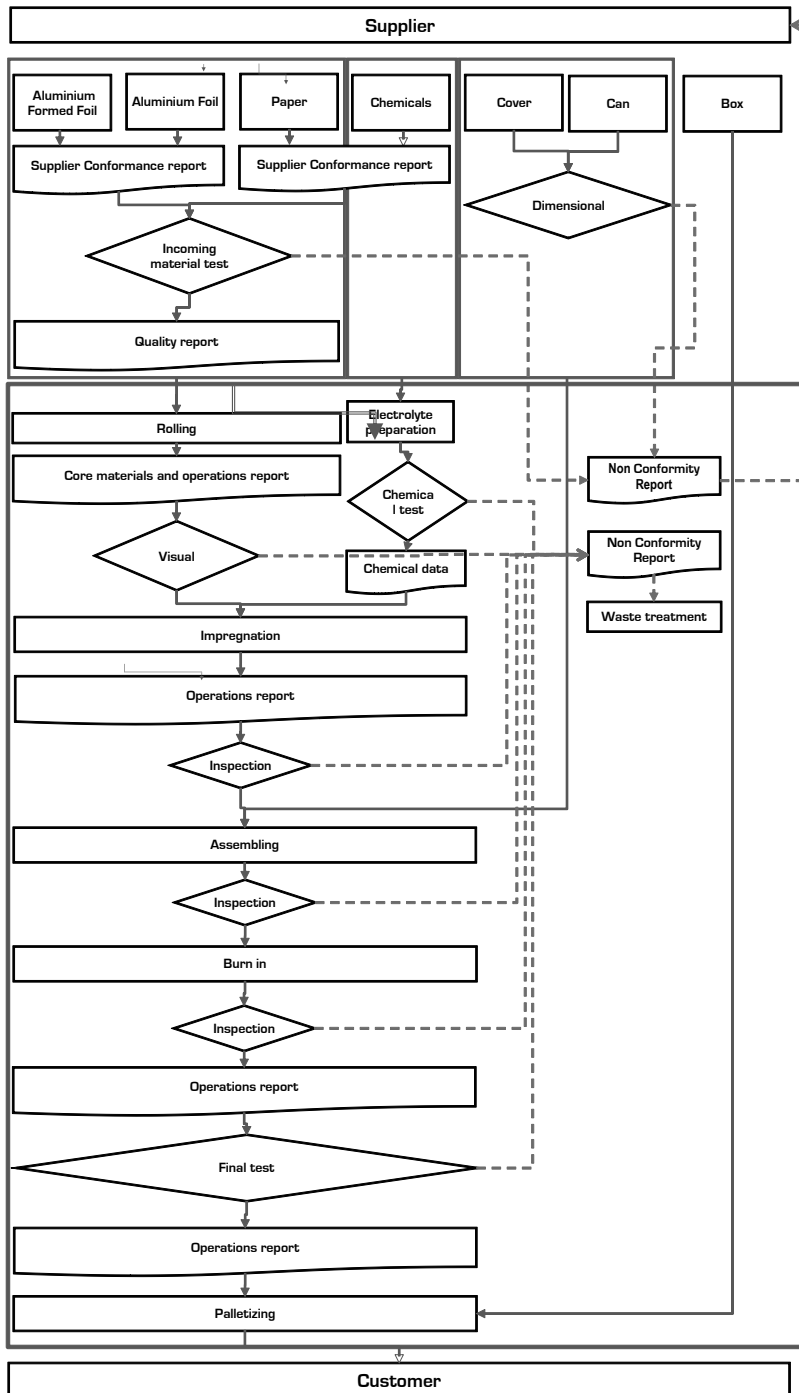 Supplier
Aluminium
Formed Foil
Aluminium Foil
Paper
Chemicals
Cover
Can
Box
Supplier Conformance report
Supplier Conformance report
Dimensional
Incoming
material test
Quality report
Rolling
Electrolyte
preparation
Core materials and operations report
Non Conformity
Report
Chemica
l test
Visual
Non Conformity
Report
Chemical data
Waste treatment
Impregnation
Operations report
Inspection
Assembling
Inspection
Burn in
Inspection
Operations report
Final test
Operations report
Palletizing
Customer